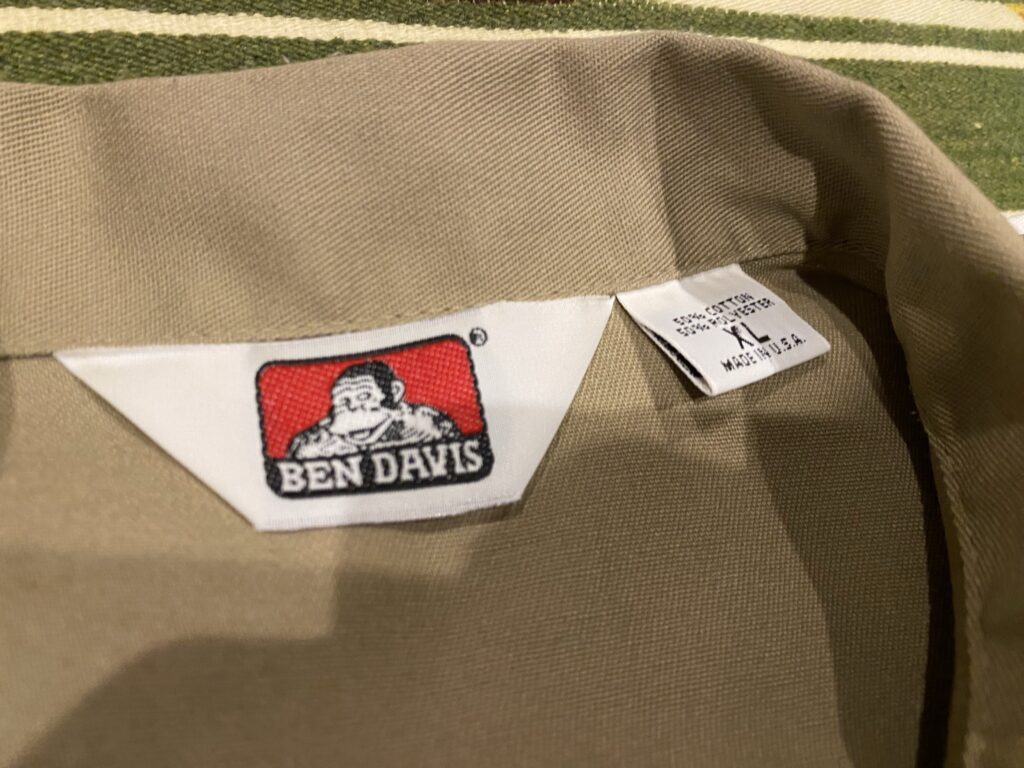 BEN DAVIS
®
50% COTTON
50% POLYESTER
XL
MADE IN U.S.A.